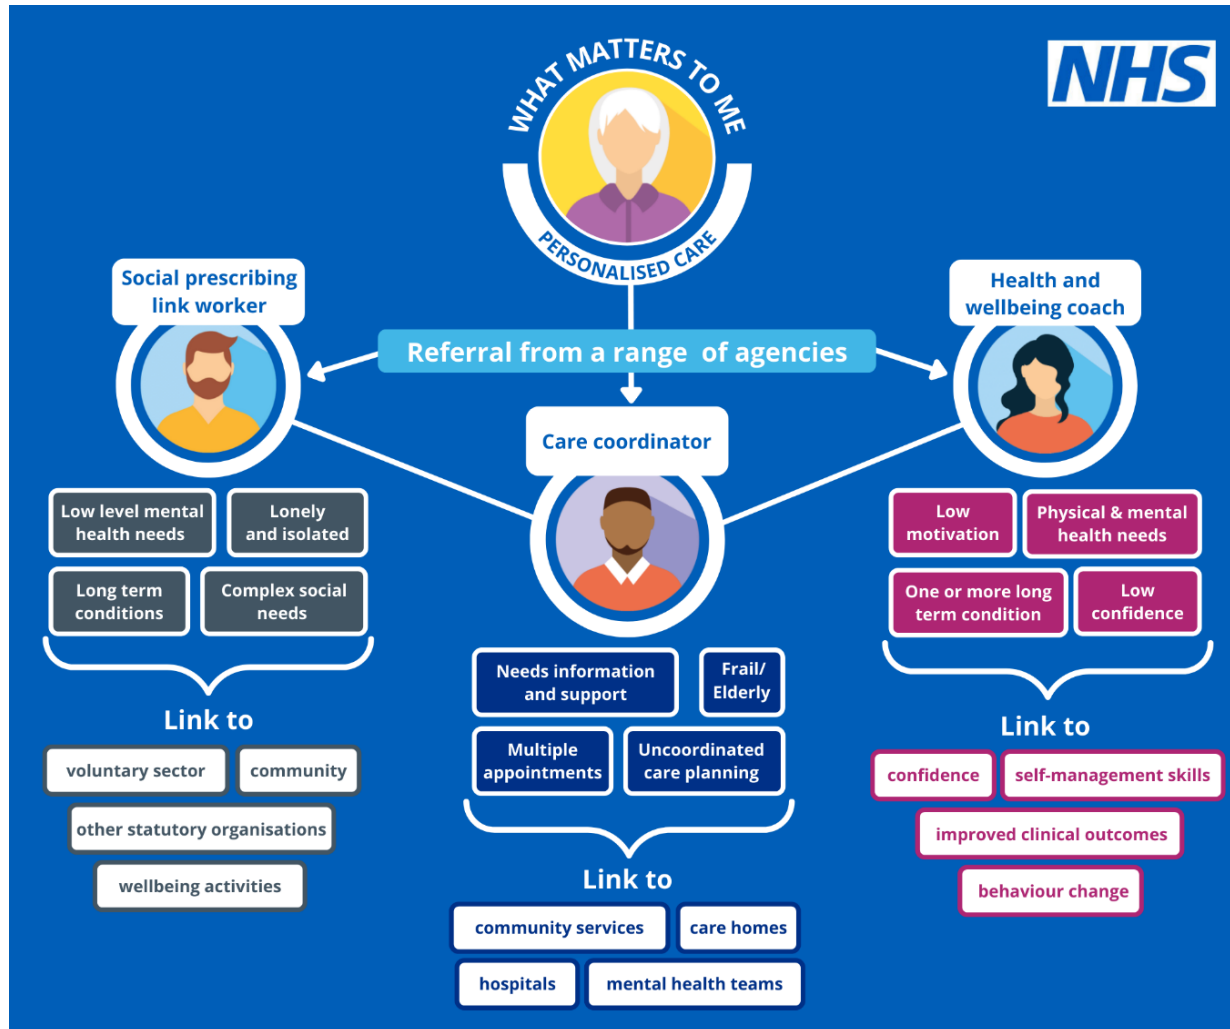 WHAT MATTERS TO ME
NHS
PERSONALISED CARE
Social prescribing
link worker
Health and
wellbeing coach
Referral from a range of agencies
Care coordinator
Low level mental
health needs
Lonely
and isolated
Long term
conditions
Complex social
needs
Link to
voluntary sector
community
other statutory organisations
wellbeing activities
Needs information
and support
Frail/
Elderly
Multiple
appointments
Uncoordinated
care planning
Link to
community services
care homes
hospitals
mental health teams
Low
motivation
Physical & mental
health needs
One or more long
term condition
Low
confidence
Link to
confidence
self-management skills
improved clinical outcomes
behaviour change